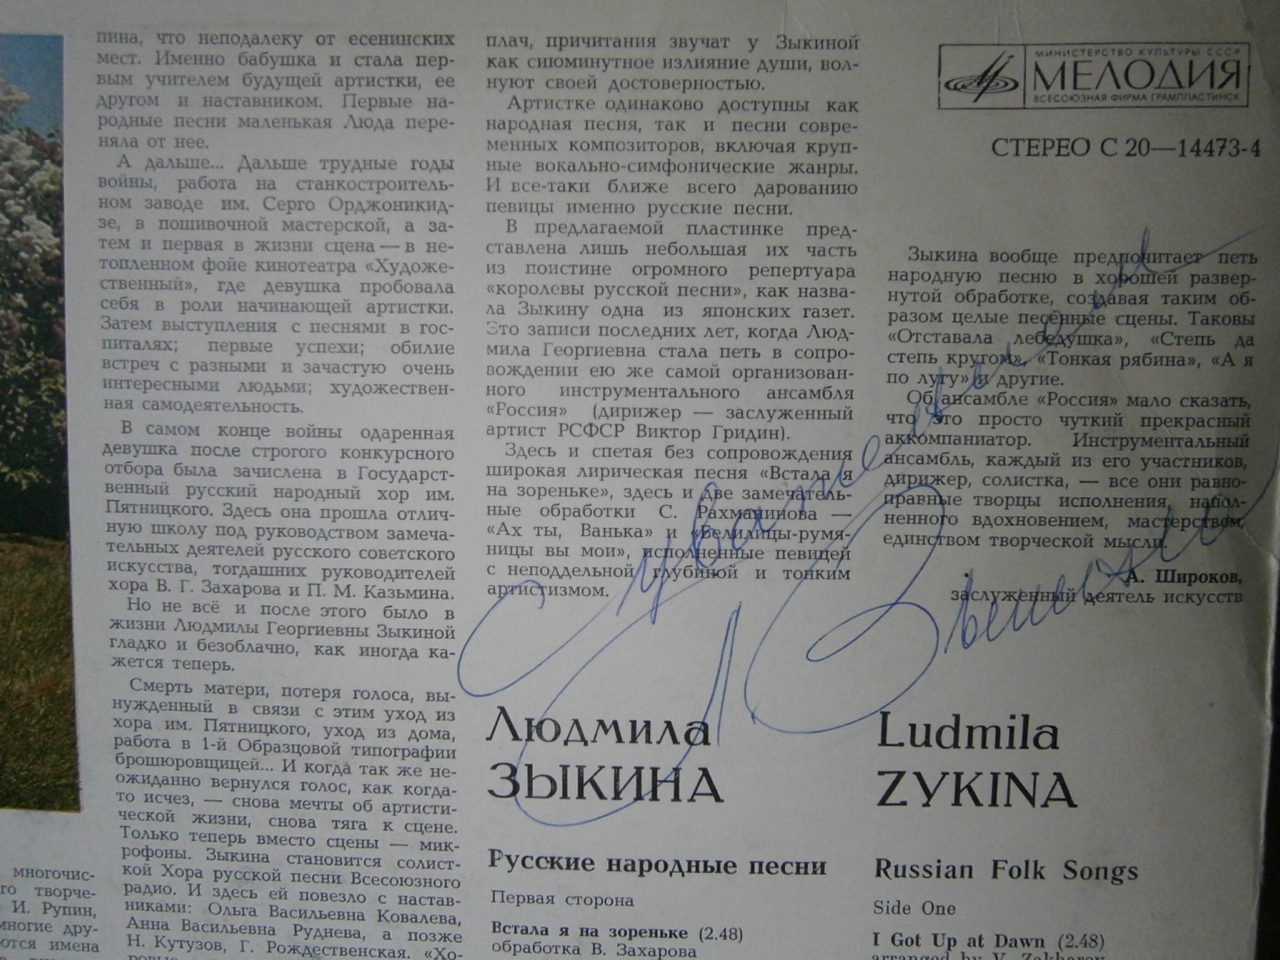 пина, что неподалеку от есенинских
мест. Именно бабушка и стала пер-
вым учителем будущей артистки, ее
другом и наставником. Первые на-
родные песни маленькая Люда пере-
няла от нее.
А дальше... Дальше трудные годы
войны, работа на станкостроитель-
ном заводе им. Серго Орджоникид-
зе, в пошивочной мастерской, а за-
тем и первая в жизни сцена — в не-
топленном фойе кинотеатра «Художе-
ственный», где девушка пробовала
себя в роли начинающей артистки.
Затем выступления с песнями в гос-
питалях; первые успехи; обилие
встреч с разными и зачастую очень
интересными людьми; художествен-
ная самодеятельность.
В самом конце войны одаренная
девушка после строгого конкурсного
отбора была зачислена в Государст-
венный русский народный хор им.
Пятницкого. Здесь она прошла отлич-
ную школу под руководством замеча-
тельных деятелей русского советского
искусства, тогдашних руководителей
хора В. Г. Захарова и П. М. Казьмина.
Но не всё и после этого было в
жизни Людмилы Георгиевны Зыкиной
гладко и безоблачно, как иногда ка-
жется теперь.
Смерть матери, потеря голоса, вы-
нужденный в связи с этим уход из
хора им. Пятницкого, уход из дома,
работа в 1-й Образцовой типографии
брошюровщицей... И когда так же не-
ожиданно вернулся голос, как когда-
то исчез, — снова мечты об артисти-
ческой жизни, снова тяга к сцене.
Только теперь вместо сцены — мик-
рофоны. Зыкина становится солист-
кой Хора русской песни Всесоюзного
радио. И здесь ей повезло с настав-
никами: Ольга Васильевна Ковалева,
Анна Васильевна Руднева, а позже
Н. Кутузов, Г. Рождественская. «Хо-
многочис-
го творче-
И. Рупин,
многие дру-
ются имена
плач, причитания звучат у Зыкиной
как сиюминутное излияние души, вол-
нуют своей достоверностью.
Артистке одинаково доступны как
народная песня, так и песни совре-
менных композиторов, включая круп-
ные вокально-симфонические жанры.
И все-таки ближе всего дарованию
певицы именно русские песни.
В предлагаемой пластинке пред-
ставлена лишь небольшая их часть
из поистине огромного репертуара
«королевы русской песни», как назва-
ла Зыкину одна из японских газет.
Это записи последних лет, когда Люд-
мила Георгиевна стала петь в сопро-
вождении ею же самой организован-
ного инструментального ансамбля
«Россия» (дирижер — заслуженный
артист РСФСР Виктор Гридин).
Здесь и спетая без сопровождения
широкая лирическая песня «Встала я
на зореньке», здесь и две замечатель-
ные обработки С. Рахманинова —
«Ах ты, Ванька» и «Белилицы-румя-
ницы вы мои», исполненные певицей
с неподдельной глубиной и тонким
артистизмом.
МИНИСТЕРСТВО КУЛЬТУРЫ СССР
МЕЛОДИЯ
ВСЕСОЮЗНАЯ ФИРМА ГРАМПЛАСТИНОК
СТЕРЕО С 20—14473-4
Зыкина вообще предпочитает петь
народную песню в хорошей развер-
нутой обработке, создавая таким об-
разом целые песенные сцены. Таковы
«Отставала лебедушка», «Степь да
степь кругом», «Тонкая рябина», «А я
по лугу» и другие.
Об ансамбле «Россия» мало сказать,
что это просто чуткий прекрасный
аккомпаниатор. Инструментальный
ансамбль, каждый из его участников,
дирижер, солистка, — все они равно-
правные творцы исполнения, напол-
ненного вдохновением, мастерством,
единством творческой мысли.
А. Широков,
заслуженный деятель искусств
Людмила
ЗЫКИНА
Русские народные песни
Первая сторона
Встала я на зореньке (2.48)
обработка В. Захарова
Ludmila
ZYKINA
Russian Folk Songs
Side One
I Got Up at Dawn (2.48)
arranged by V. Zakharov